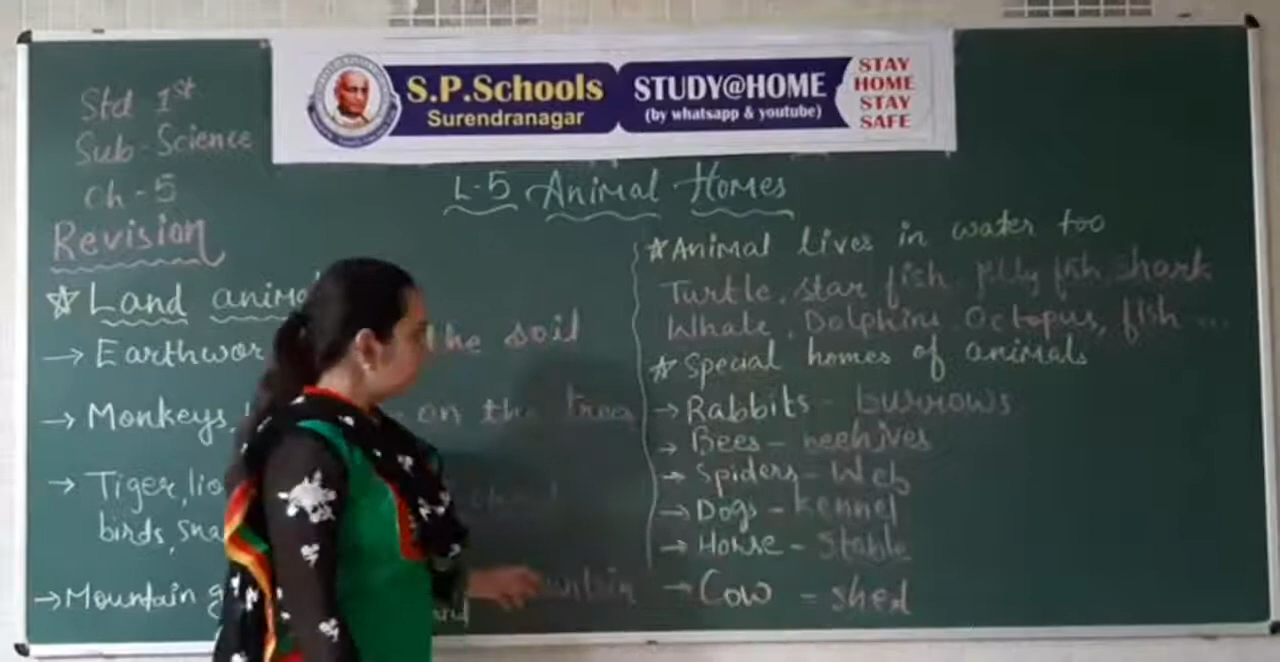 S.P.Schools
Surendranagar
STUDY@HOME
(by whatsapp & youtube)
STAY
HOME
STAY
SAFE
Std 1st
Sub-Science
Ch-5
Revision
L-5 Animal Homes
☆ Land anima
→ Earthwor the soil
→ Monkeys, on the trees
→ Tiger, lio
birds, sna
→ Mountain g
★ Animal lives in water too
Turtle, star fish, jelly fish, shark
Whale, Dolphins, Octopus, fish ...
★ Special homes of animals
→ Rabbits - burrows
→ Bees - beehives
→ Spiders - Web
→ Dogs - kennel
→ Horse - Stable
→ Cow - shed